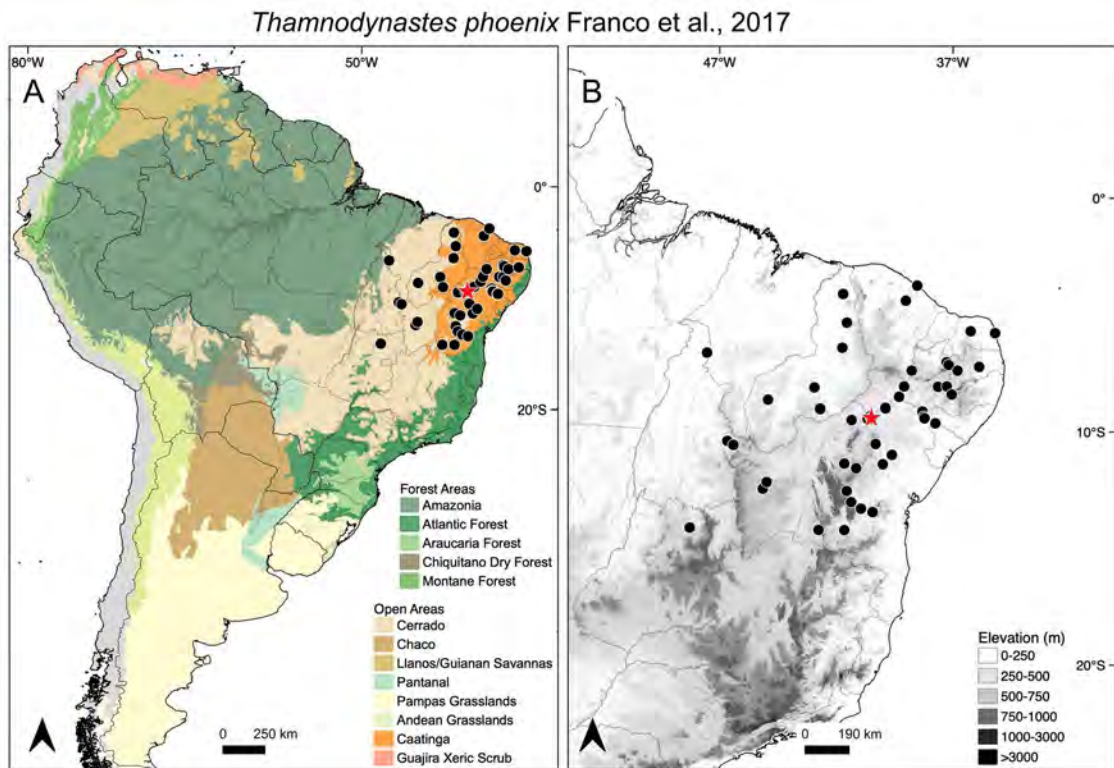 Thamnodynastes phoenix Franco et al., 2017
80°W
50°W
A
0°
20°S
Forest Areas
Amazonia
Atlantic Forest
Araucaria Forest
Chiquitano Dry Forest
Montane Forest
Open Areas
Cerrado
Chaco
Llanos/Guianan Savannas
Pantanal
Pampas Grasslands
Andean Grasslands
Caatinga
Guajira Xeric Scrub
0 250 km
47°W
37°W
B
0°
10°S
20°S
Elevation (m)
0-250
250-500
500-750
750-1000
1000-3000
>3000
0 190 km